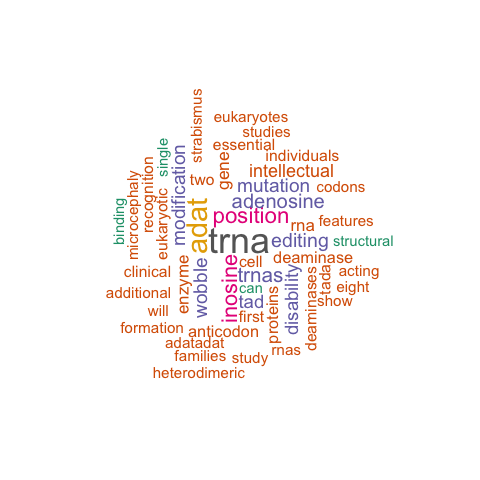 eukaryotes
strabismus
studies
essential
single
modification
individuals
two
gene
intellectual
recognition
microcephaly
mutation
codons
eukaryotic
adenosine
binding
adat
position
rna
features
trna
editing
structural
cell
deaminase
clinical
enzyme
wobble
inosine
trnas
disability
tada
acting
can
eight
additional
tad
proteins
deaminases
show
will
first
formation
anticodon
adatadat
rnas
families
study
heterodimeric